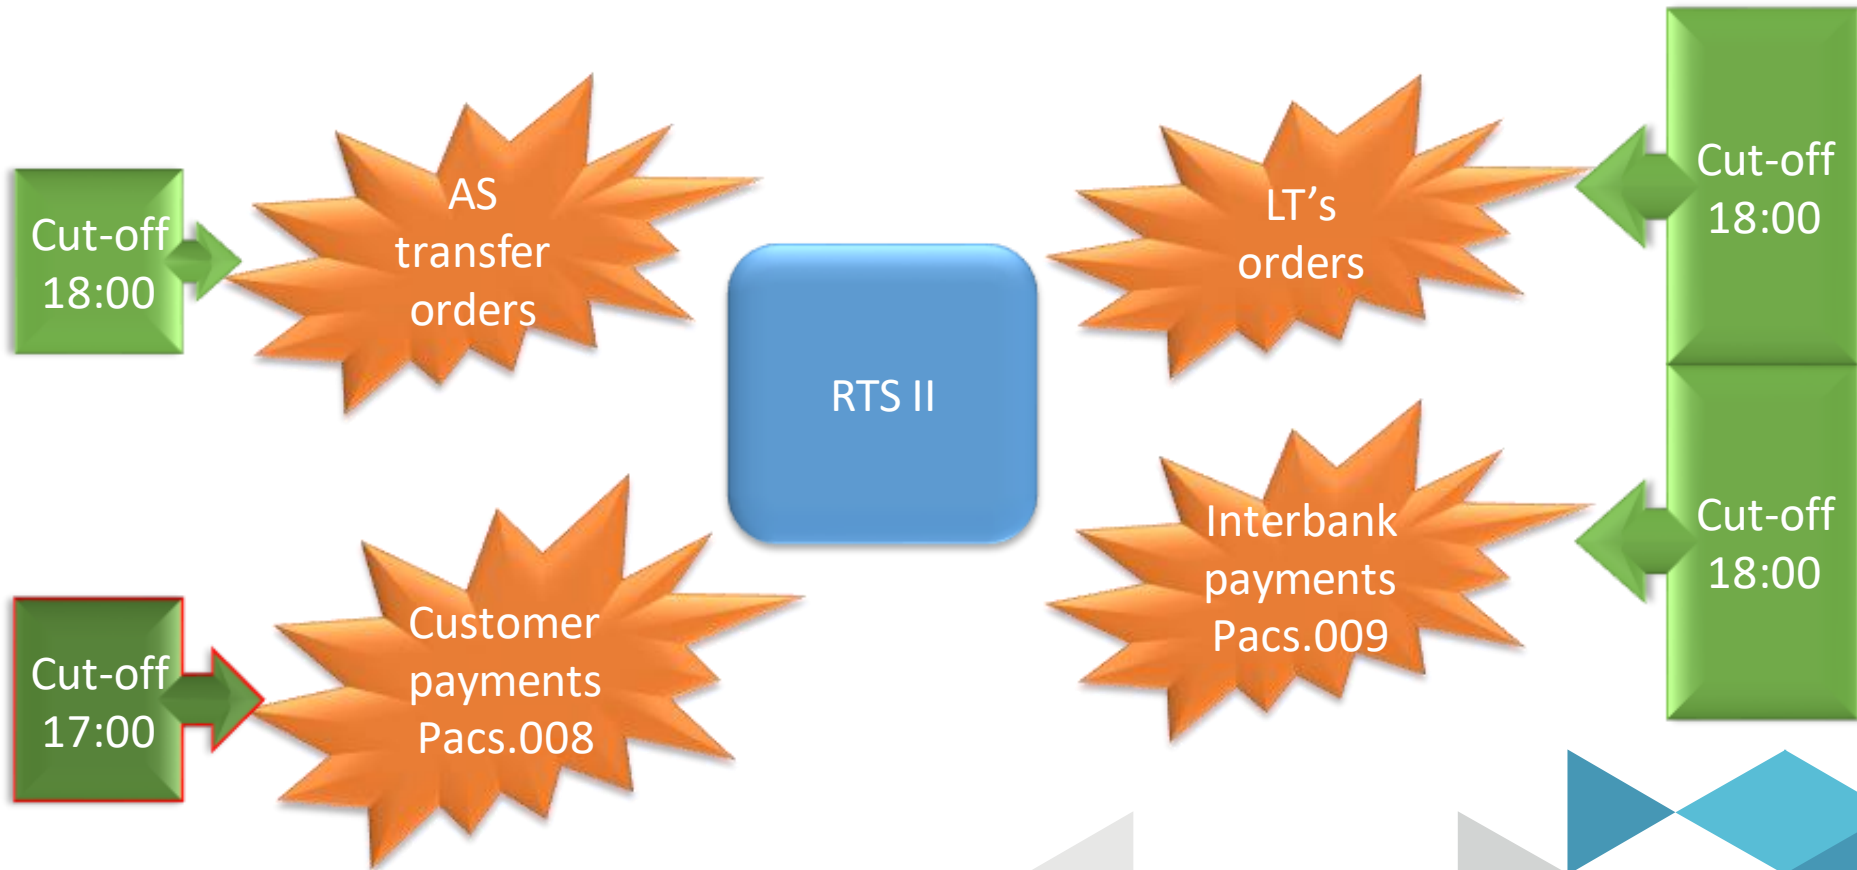 Cut-off
18:00
AS
transfer
orders
LT’s
orders
Cut-off
18:00
RTS II
Cut-off
17:00
Customer
payments
Pacs.008
Interbank
payments
Pacs.009
Cut-off
18:00